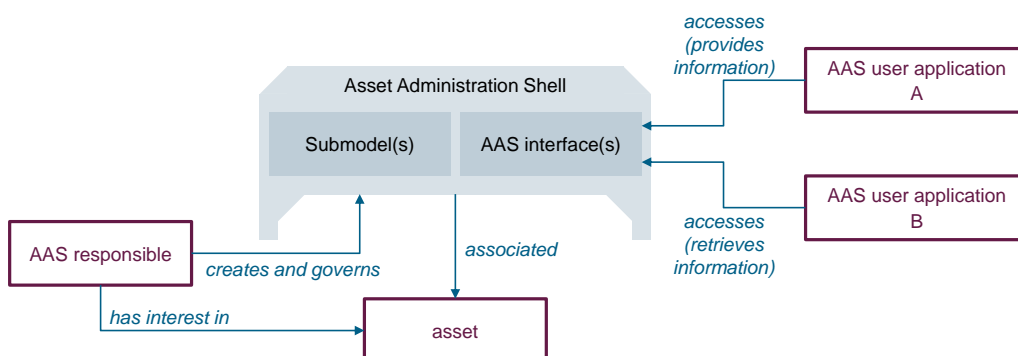 accesses
(provides
information)
AAS user application
A
Asset Administration Shell
Submodel(s)
AAS interface(s)
AAS user application
B
accesses
(retrieves
information)
AAS responsible
creates and governs
associated
has interest in
asset